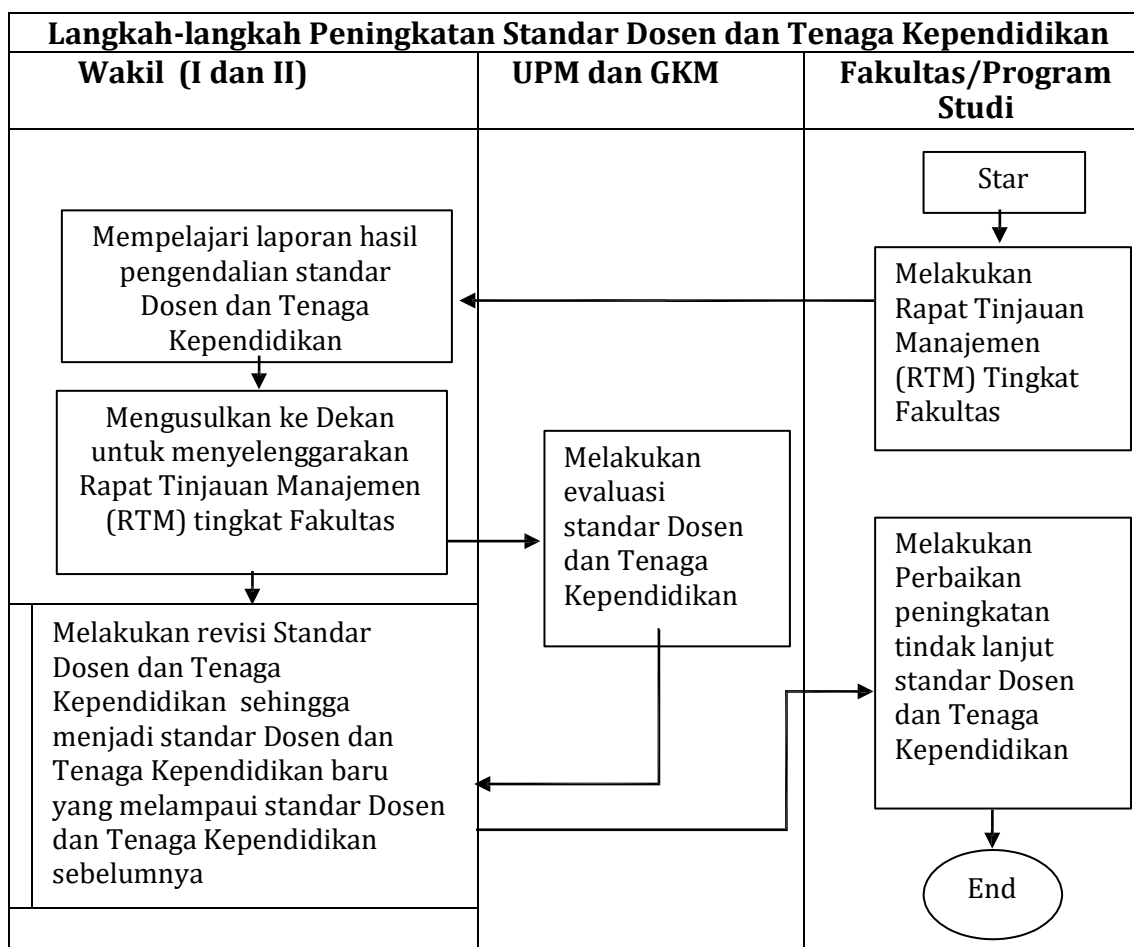 Langkah-langkah Peningkatan Standar Dosen dan Tenaga Kependidikan
Wakil (I dan II)
UPM dan GKM
Fakultas/Program
Studi
Star
Mempelajari laporan hasil
pengendalian standar
Dosen dan Tenaga
Kependidikan
Melakukan
Rapat Tinjauan
Manajemen
(RTM) Tingkat
Fakultas
Mengusulkan ke Dekan
untuk menyelenggarakan
Rapat Tinjauan Manajemen
(RTM) tingkat Fakultas
Melakukan
evaluasi
standar Dosen
dan Tenaga
Kependidikan
Melakukan revisi Standar
Dosen dan Tenaga
Kependidikan sehingga
menjadi standar Dosen dan
Tenaga Kependidikan baru
yang melampaui standar Dosen
dan Tenaga Kependidikan
sebelumnya
Melakukan
Perbaikan
peningkatan
tindak lanjut
standar Dosen
dan Tenaga
Kependidikan
End